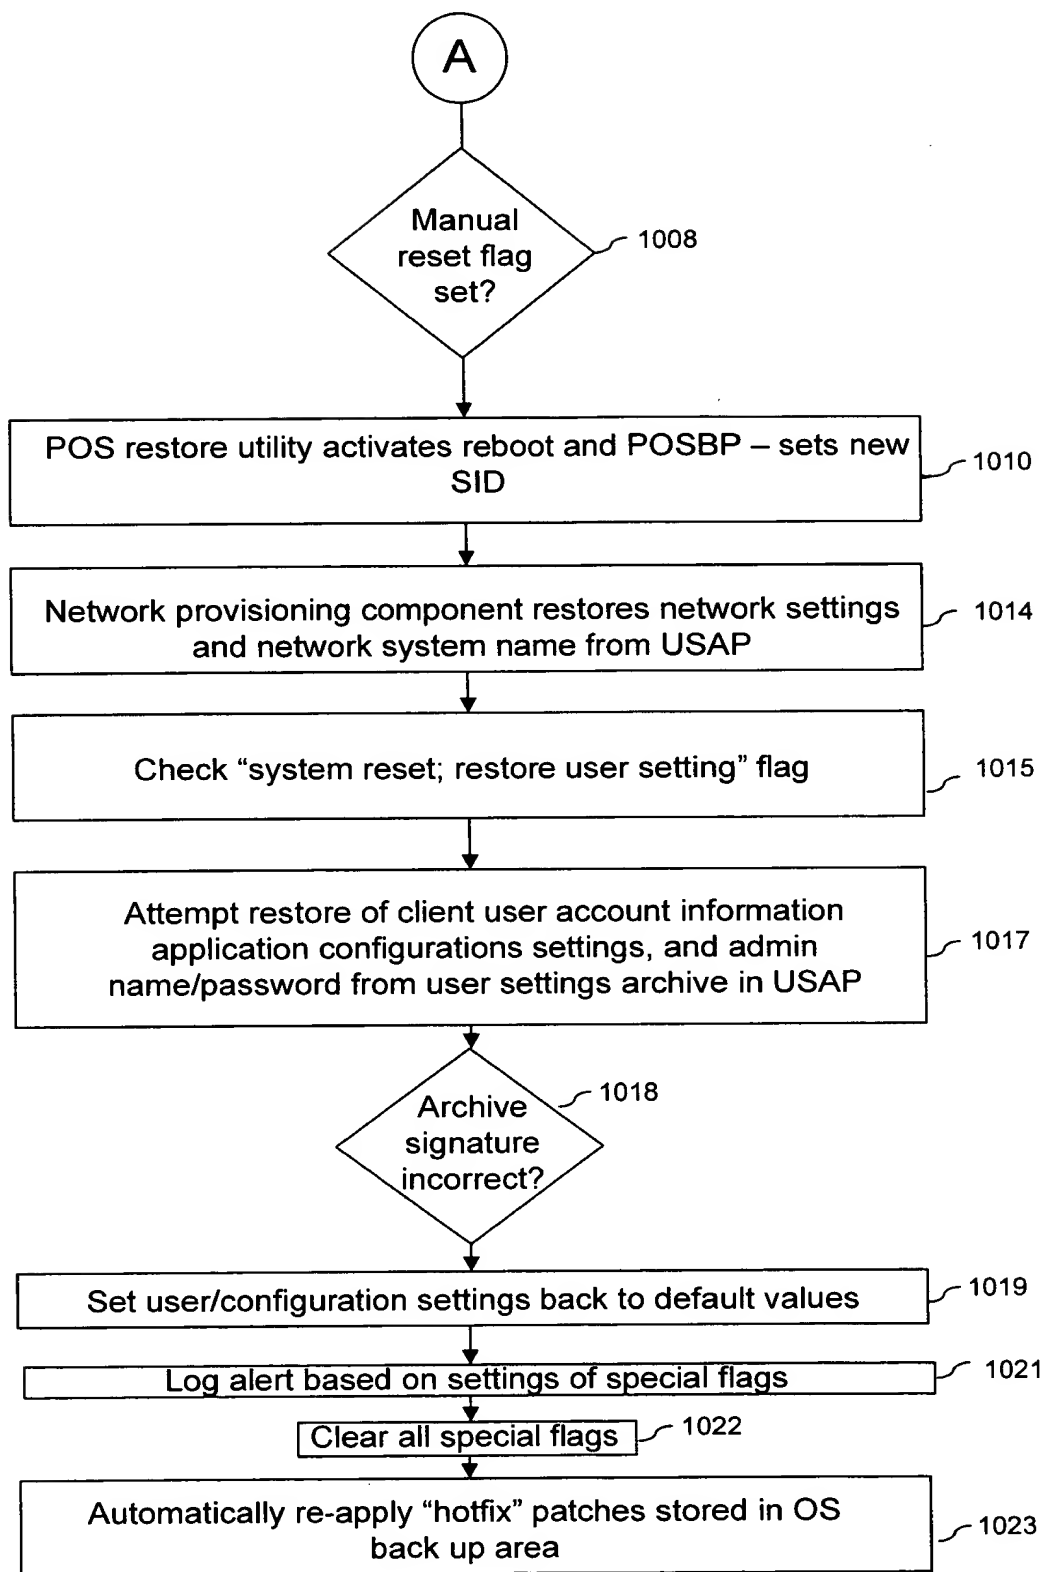 A
Manual
reset flag
set?
1008
POS restore utility activates reboot and POSBP – sets new
SID
1010
Network provisioning component restores network settings
and network system name from USAP
1014
Check “system reset; restore user setting” flag
1015
Attempt restore of client user account information
application configurations settings, and admin
name/password from user settings archive in USAP
1017
Archive
signature
incorrect?
1018
Set user/configuration settings back to default values
1019
Log alert based on settings of special flags
1021
Clear all special flags
1022
Automatically re-apply “hotfix” patches stored in OS
back up area
1023